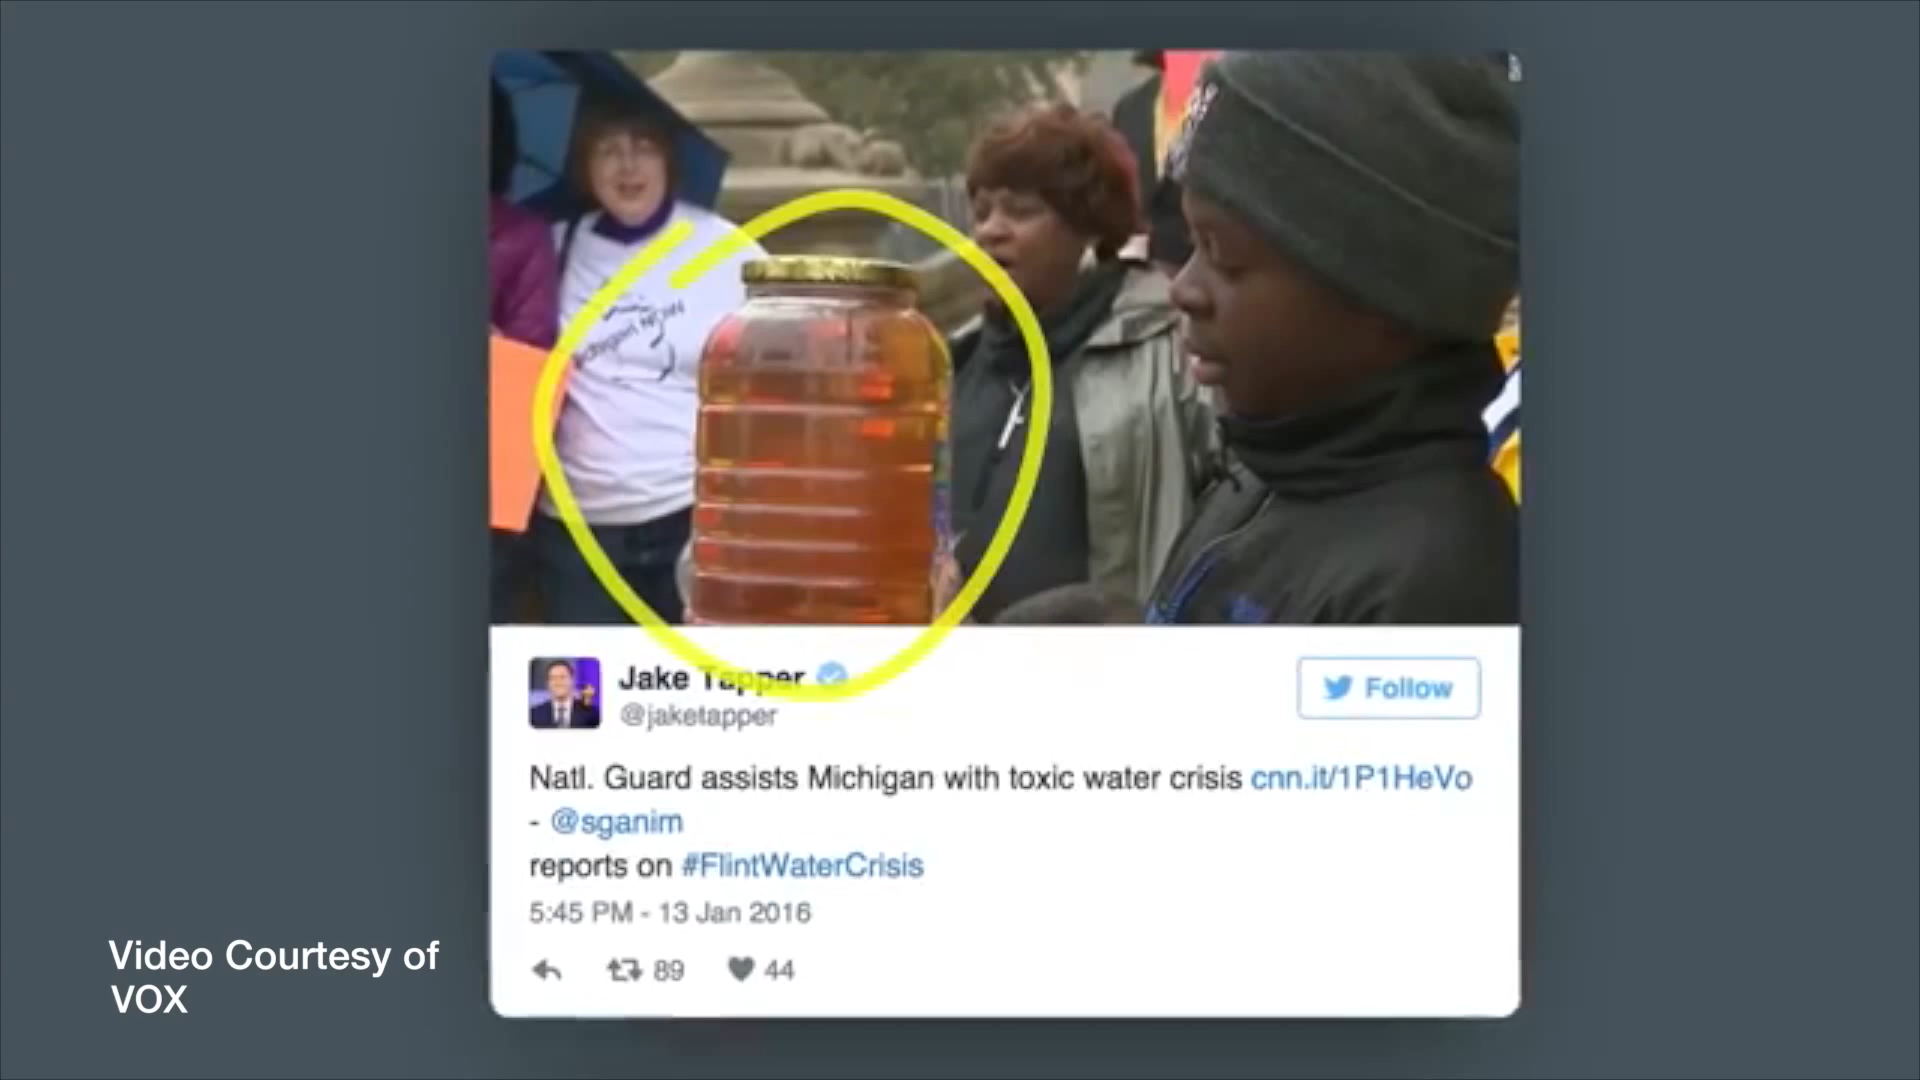 Jake Tapper
@jaketapper
Follow
Natl. Guard assists Michigan with toxic water crisis cnn.it/1P1HeVo
- @sganim
reports on #FlintWaterCrisis
5:45 PM - 13 Jan 2016
89 44
Video Courtesy of
VOX